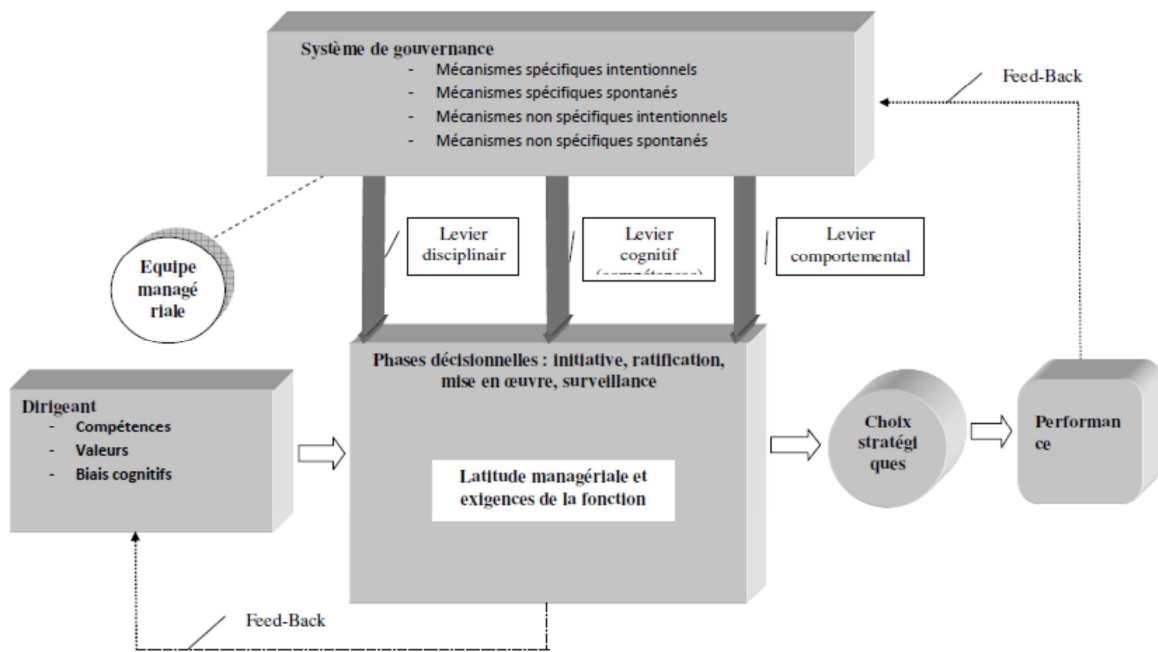 Système de gouvernance
- Mécanismes spécifiques intentionnels
- Mécanismes spécifiques spontanés
- Mécanismes non spécifiques intentionnels
- Mécanismes non spécifiques spontanés
Feed-Back
Levier
disciplinair
Levier
cognitif
Levier
comportemental
Equipe
managé
riale
Phases décisionnelles : initiative, ratification,
mise en œuvre, surveillance
Dirigeant
- Compétences
- Valeurs
- Biais cognitifs
Latitude managériale et
exigences de la fonction
Choix
stratég
iques
Performan
ce
Feed-Back